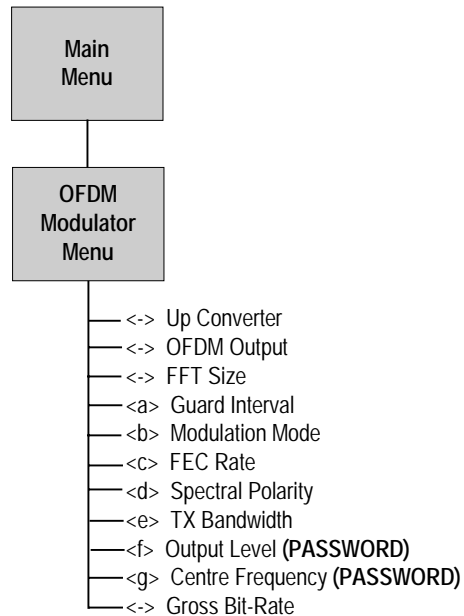 Main
Menu
OFDM
Modulator
Menu
<-> Up Converter
<-> OFDM Output
<-> FFT Size
<a> Guard Interval
<b> Modulation Mode
<c> FEC Rate
<d> Spectral Polarity
<e> TX Bandwidth
<f> Output Level (PASSWORD)
<g> Centre Frequency (PASSWORD)
<-> Gross Bit-Rate